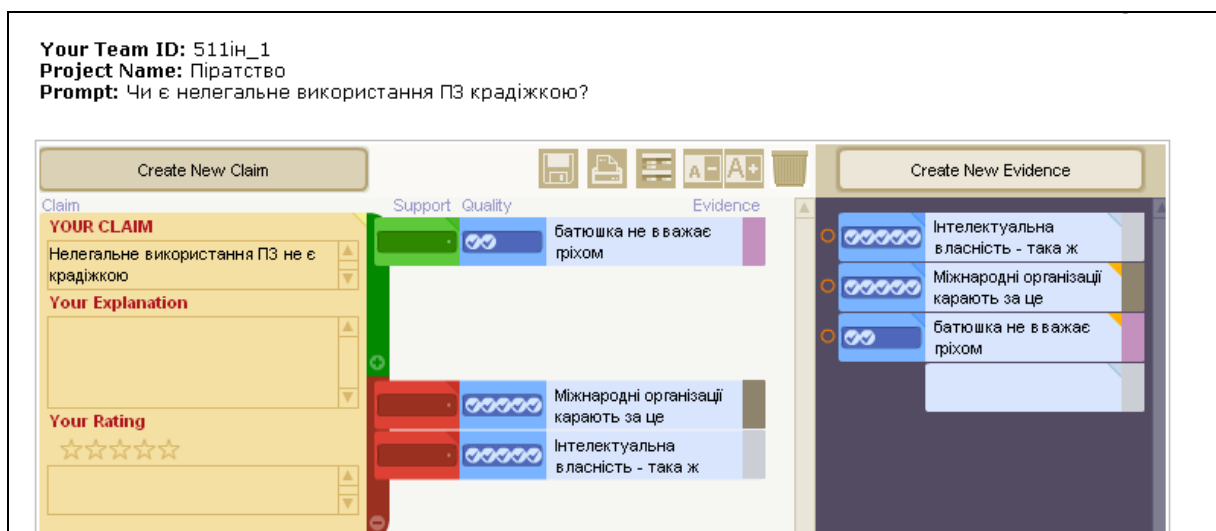 Your Team ID: 511ін_1
Project Name: Піратство
Prompt: Чи є нелегальне використання ПЗ крадіжкою?
Create New Claim
A-
A+
Create New Evidence
Claim
Support
Quality
Evidence
YOUR CLAIM
Нелегальне використання ПЗ не є
крадіжкою
Your Explanation
Your Rating
батюшка не вважає
гріхом
Міжнародні організації
карають за це
Інтелектуальна
власність - така ж
Інтелектуальна
власність - така ж
Міжнародні організації
карають за це
батюшка не вважає
гріхом